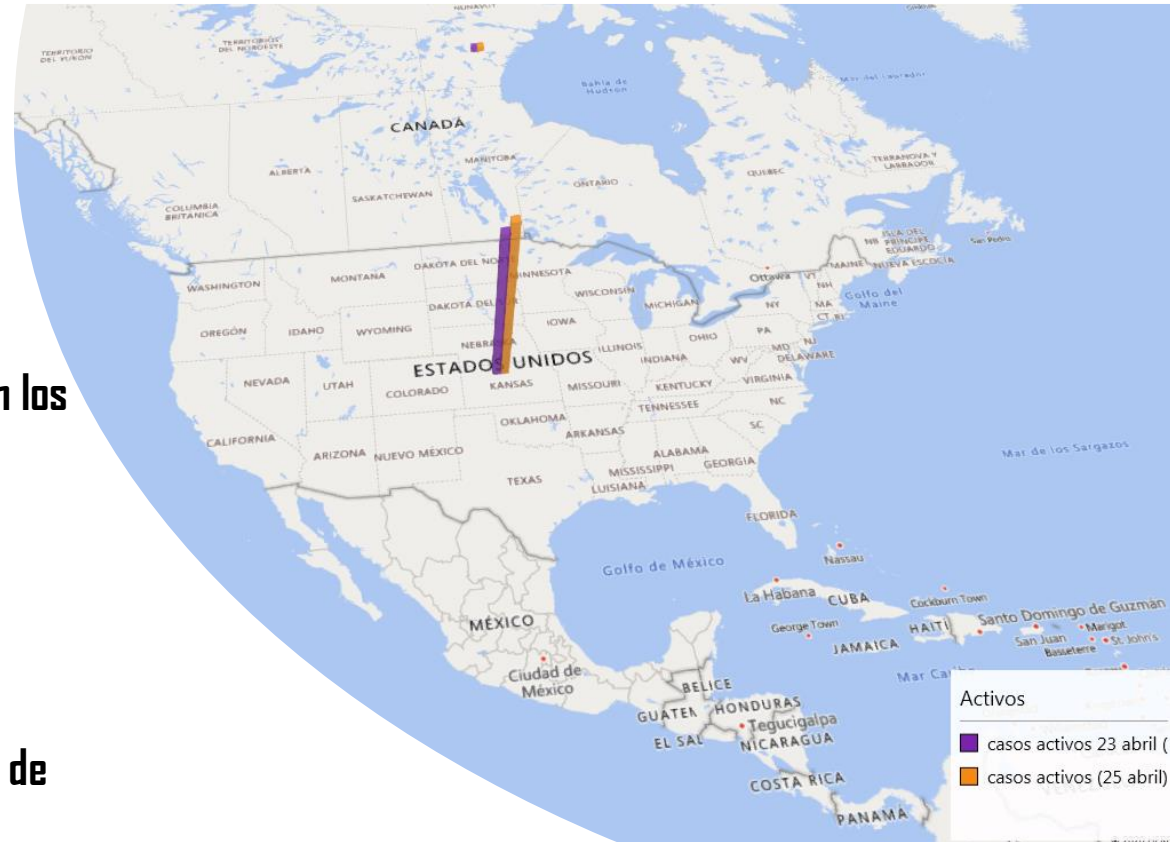 NUNAVUT
TERRITORIO
DEL YUKÓN
TERRITORIOS
DEL NOROESTE
Bahía de
Hudson
Mar del Labrador
CANADÁ
MANITOBA
ALBERTA
SASKATCHEWAN
ONTARIO
QUEBEC
TERRANOVA Y
LABRADOR
COLUMBIA
BRITÁNICA
ISLA DEL
PRÍNCIPE
EDUARDO
NB
San Pedro
NUEVA ESCOCIA
MAINE
Ottawa
VT
NH
MA
CT
RI
Golfo del
Maine
WASHINGTON
MONTANA
DAKOTA DEL NORTE
MINNESOTA
WISCONSIN
MICHIGAN
NY
OREGÓN
IDAHO
WYOMING
DAKOTA DEL SUR
IOWA
NEBRASKA
ILLINOIS
INDIANA
OHIO
PA
NJ
MD
DELAWARE
WV
ESTADOS UNIDOS
NEVADA
UTAH
COLORADO
KANSAS
MISSOURI
KENTUCKY
VIRGINIA
n los
CALIFORNIA
ARIZONA
NUEVO MÉXICO
OKLAHOMA
ARKANSAS
TENNESSEE
NC
SC
TEXAS
LUISIANA
MISSISSIPPI
ALABAMA
GEORGIA
Mar de los Sargazos
FLORIDA
Golfo de México
Nassau
La Habana
CUBA
Cockburn Town
MÉXICO
George Town
JAMAICA
HAITÍ
Santo Domingo de Guzmán
San Juan
Marigot
Basseterre
St. John's
Ciudad de
México
BELICE
Mar Caribe
GUATEM
HONDURAS
Tegucigalpa
EL SAL
NICARAGUA
de
COSTA RICA
PANAMÁ
Activos
casos activos 23 abril (
casos activos (25 abril)